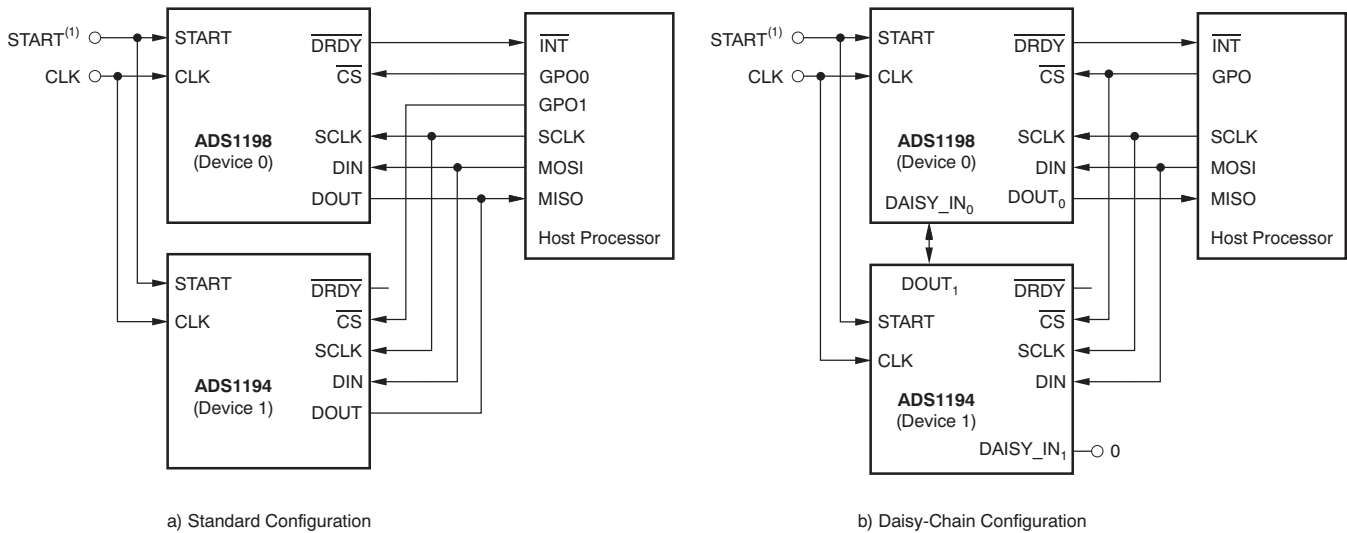 START(1)
CLK
START
CLK
ADS1198
(Device 0)
DRDY
CS
SCLK
DIN
DOUT
INT
GPO0
GPO1
SCLK
MOSI
MISO
Host Processor
START
CLK
ADS1194
(Device 1)
DRDY
CS
SCLK
DIN
DOUT
a) Standard Configuration
START(1)
CLK
START
CLK
ADS1198
(Device 0)
DRDY
CS
SCLK
DIN
DOUT0
DAISY_IN0
INT
GPO
SCLK
MOSI
MISO
Host Processor
DOUT1
START
CLK
ADS1194
(Device 1)
DRDY
CS
SCLK
DIN
DAISY_IN1
0
b) Daisy-Chain Configuration